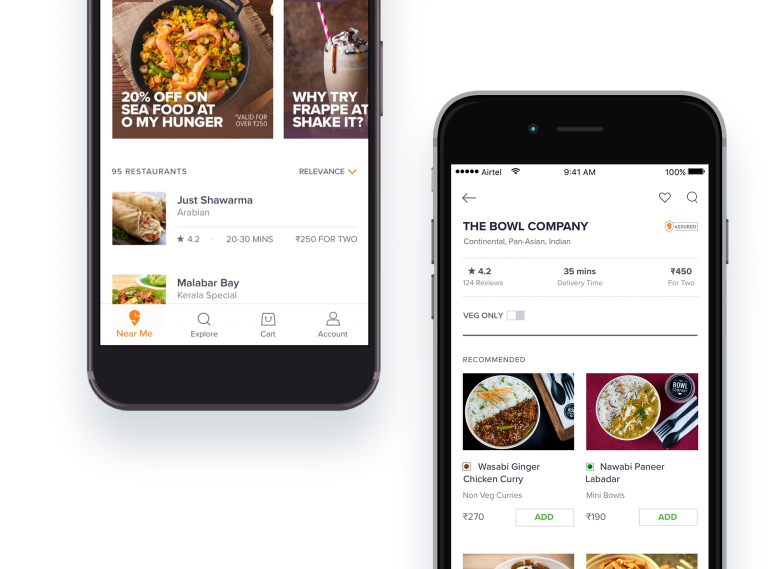 20% OFF ON
SEA FOOD AT
O MY HUNGER
*VALID FOR
OVER ₹250
WHY TRY
FRAPPE AT
SHAKE IT?
95 RESTAURANTS
RELEVANCE
Just Shawarma
Arabian
★ 4.2 · 20-30 MINS ₹250 FOR TWO
Malabar Bay
Kerala Special
Near Me
Explore
Cart
Account
Airtel 9:41 AM 100%
THE BOWL COMPANY
ASSURED
Continental, Pan-Asian, Indian
★ 4.2 35 mins ₹450
124 Reviews Delivery Time For Two
VEG ONLY
RECOMMENDED
THE
BOWL
COMPANY
Wasabi Ginger
Chicken Curry
Non Veg Curries
₹270 ADD
Nawabi Paneer
Labadar
Mini Bowls
₹190 ADD